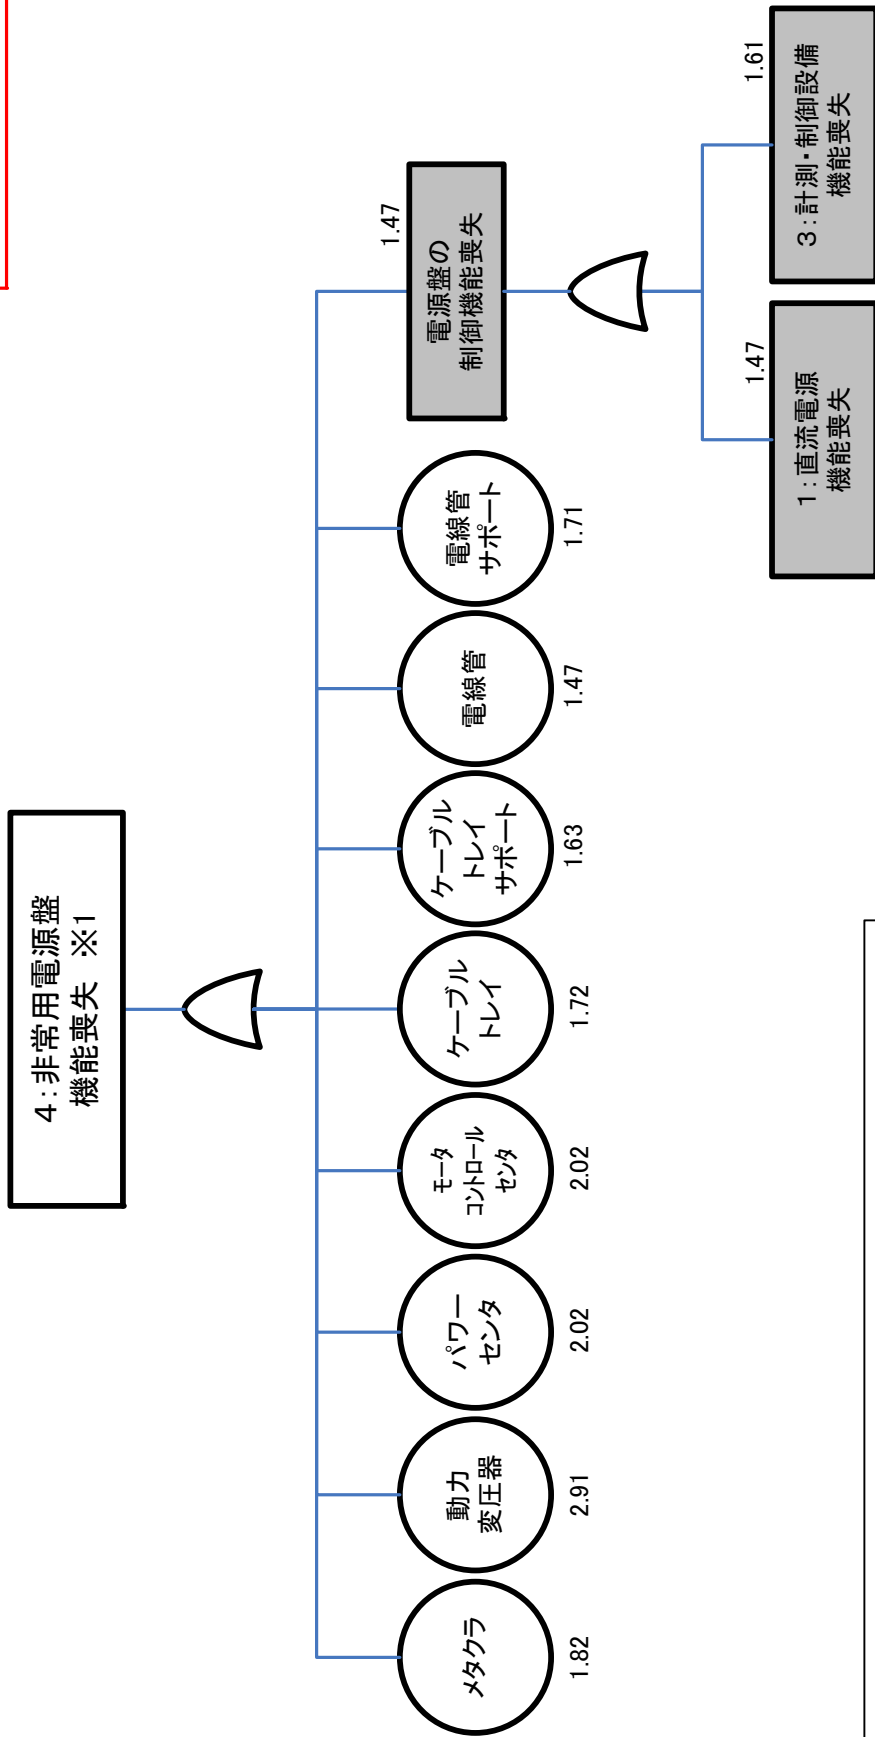 4:非常用電源盤
機能喪失 ※1
メタクラ
1.82
動力
変圧器
2.91
パワー
センタ
2.02
モータ
コントロール
センタ
2.02
ケーブル
トレイ
1.72
ケーブル
トレイ
サポート
1.63
電線管
1.47
電線管
サポート
1.71
1.47
電源盤の
制御機能喪失
1.47
1:直流電源
機能喪失
1.61
3:計測・制御設備
機能喪失